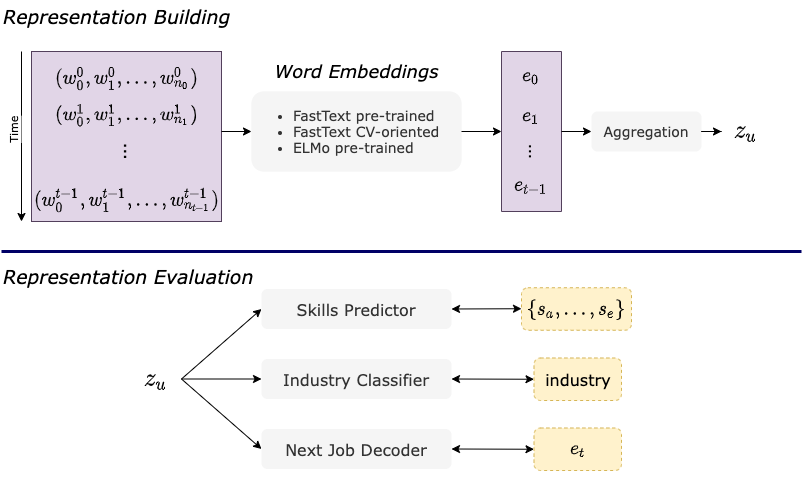 Representation Building
Time
(w_0^0, w_1^0, ..., w_{n_0}^0)
(w_0^1, w_1^1, ..., w_{n_1}^1)
⋮
(w_0^{t-1}, w_1^{t-1}, ..., w_{n_{t-1}}^{t-1})
Word Embeddings
• FastText pre-trained
• FastText CV-oriented
• ELMo pre-trained
e_0
e_1
⋮
e_{t-1}
Aggregation
z_u
Representation Evaluation
z_u
Skills Predictor
{s_a, ..., s_e}
Industry Classifier
industry
Next Job Decoder
e_t